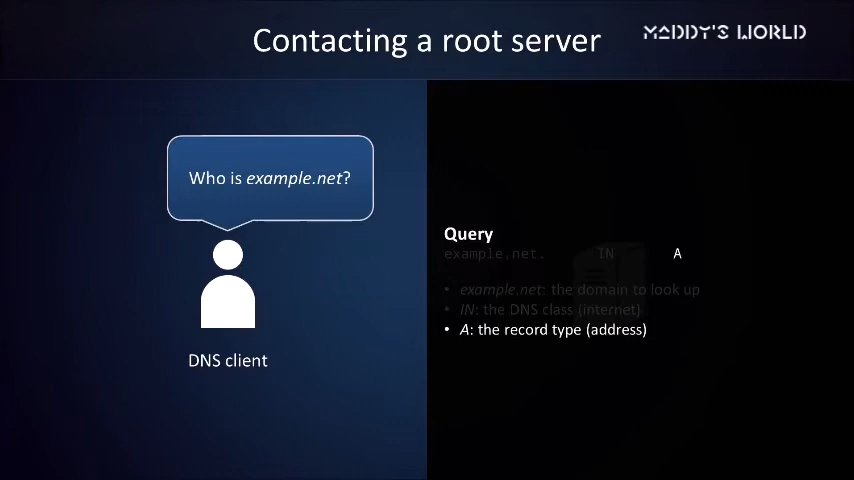 Contacting a root server
MADDY'S WORLD
Who is example.net?
DNS client
Query
example.net. IN A
• example.net: the domain to look up
• IN: the DNS class (internet)
• A: the record type (address)